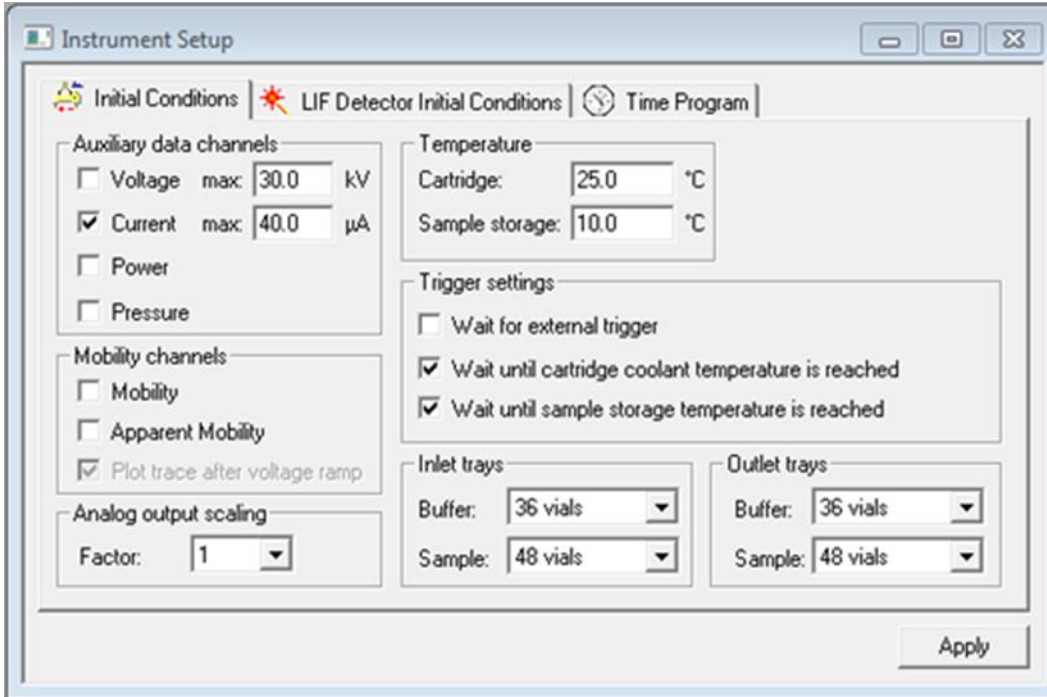 Instrument Setup
Initial Conditions
LIF Detector Initial Conditions
Time Program
Auxiliary data channels
Voltage max: 30.0 kV
Current max: 40.0 µA
Power
Pressure
Mobility channels
Mobility
Apparent Mobility
Plot trace after voltage ramp
Analog output scaling
Factor: 1
Temperature
Cartridge: 25.0 °C
Sample storage: 10.0 °C
Trigger settings
Wait for external trigger
Wait until cartridge coolant temperature is reached
Wait until sample storage temperature is reached
Inlet trays
Buffer: 36 vials
Sample: 48 vials
Outlet trays
Buffer: 36 vials
Sample: 48 vials
Apply